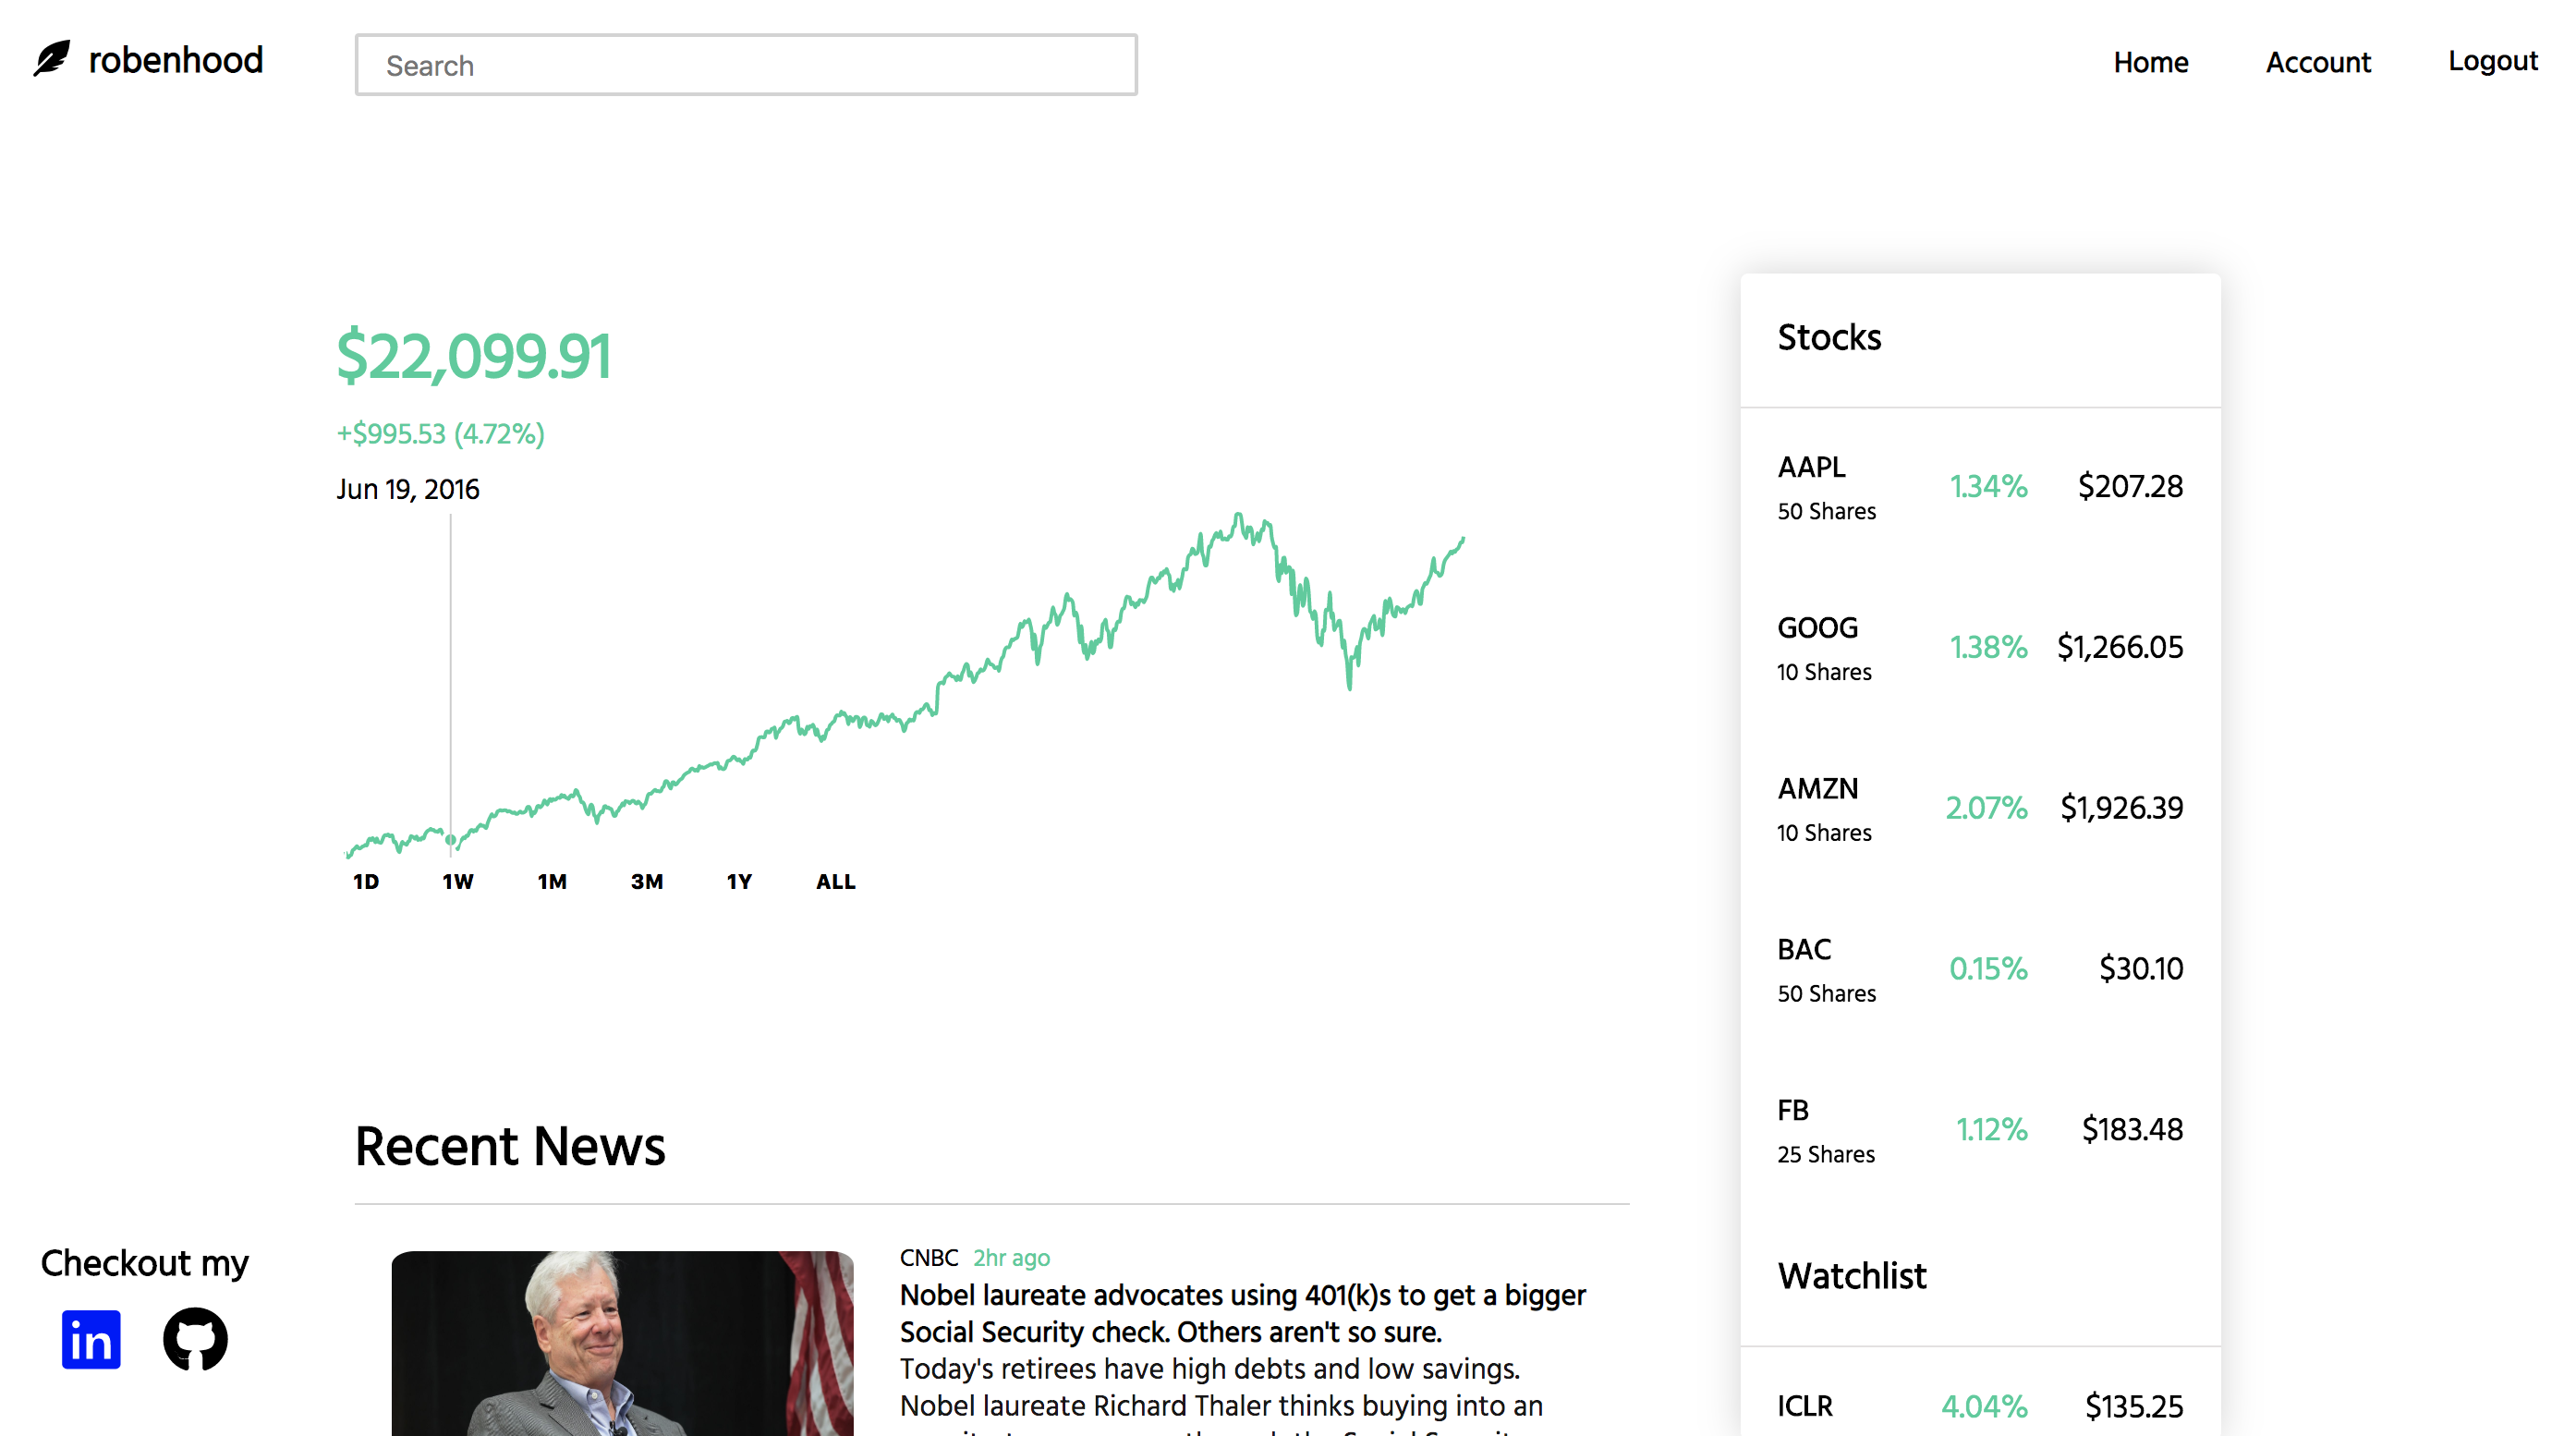 robenhood
Search
Home
Account
Logout
$22,099.91
+$995.53 (4.72%)
Jun 19, 2016
1D 1W 1M 3M 1Y ALL
Recent News
CNBC 2hr ago
Nobel laureate advocates using 401(k)s to get a bigger
Social Security check. Others aren't so sure.
Today's retirees have high debts and low savings.
Nobel laureate Richard Thaler thinks buying into an
Checkout my
in
Stocks
AAPL
50 Shares
1.34% $207.28
GOOG
10 Shares
1.38% $1,266.05
AMZN
10 Shares
2.07% $1,926.39
BAC
50 Shares
0.15% $30.10
FB
25 Shares
1.12% $183.48
Watchlist
ICLR 4.04% $135.25